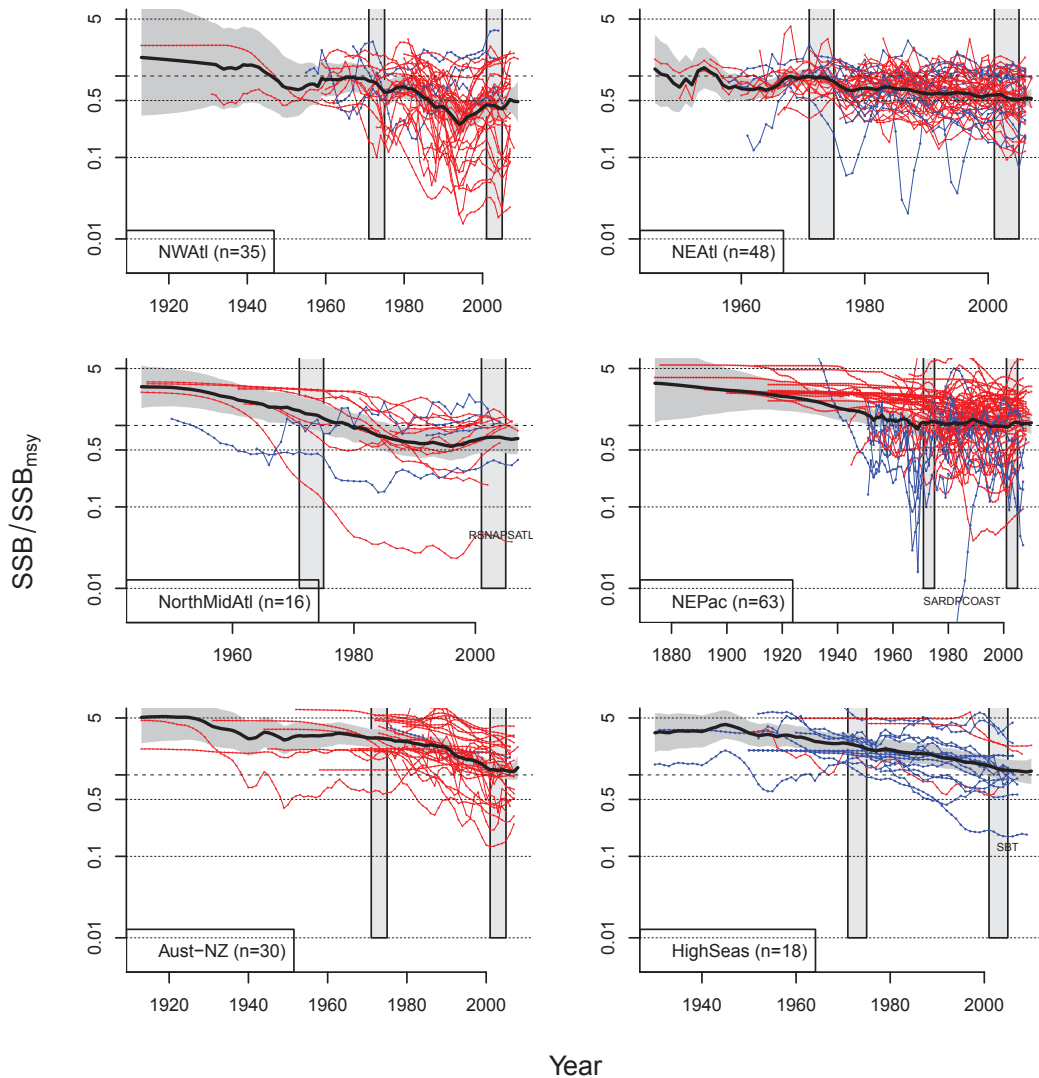 5
0.5
0.1
0.01
NWAtl (n=35)
1920 1940 1960 1980 2000
5
0.5
0.1
0.01
NEAtl (n=48)
1960 1980 2000
5
0.5
0.1
0.01
RSNAPSATL
NorthMidAtl (n=16)
1960 1980 2000
5
0.5
0.1
0.01
SARDPCOAST
NEPac (n=63)
1880 1900 1920 1940 1960 1980 2000
5
0.5
0.1
0.01
Aust−NZ (n=30)
1920 1940 1960 1980 2000
5
0.5
0.1
0.01
SBT
HighSeas (n=18)
1940 1960 1980 2000
SSB/SSBmsy
Year